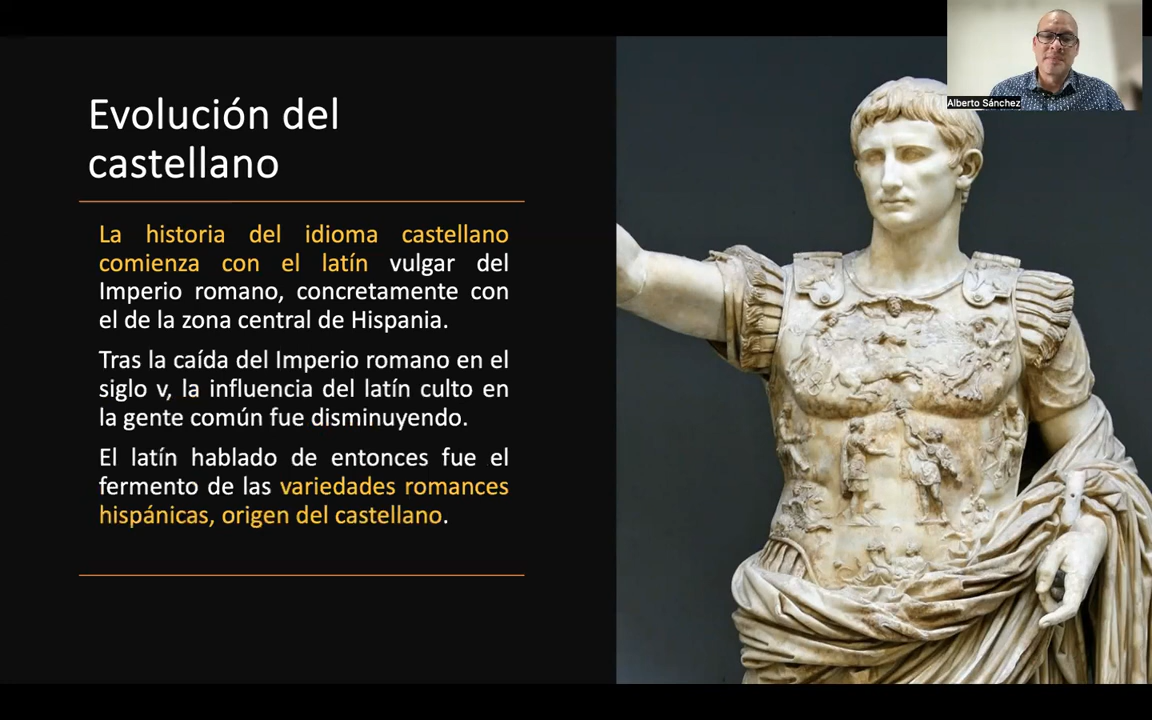 Alberto Sánchez
Evolución del
castellano
La historia del idioma castellano
comienza con el latín vulgar del
Imperio romano, concretamente con
el de la zona central de Hispania.
Tras la caída del Imperio romano en el
siglo v, la influencia del latín culto en
la gente común fue disminuyendo.
El latín hablado de entonces fue el
fermento de las variedades romances
hispánicas, origen del castellano.